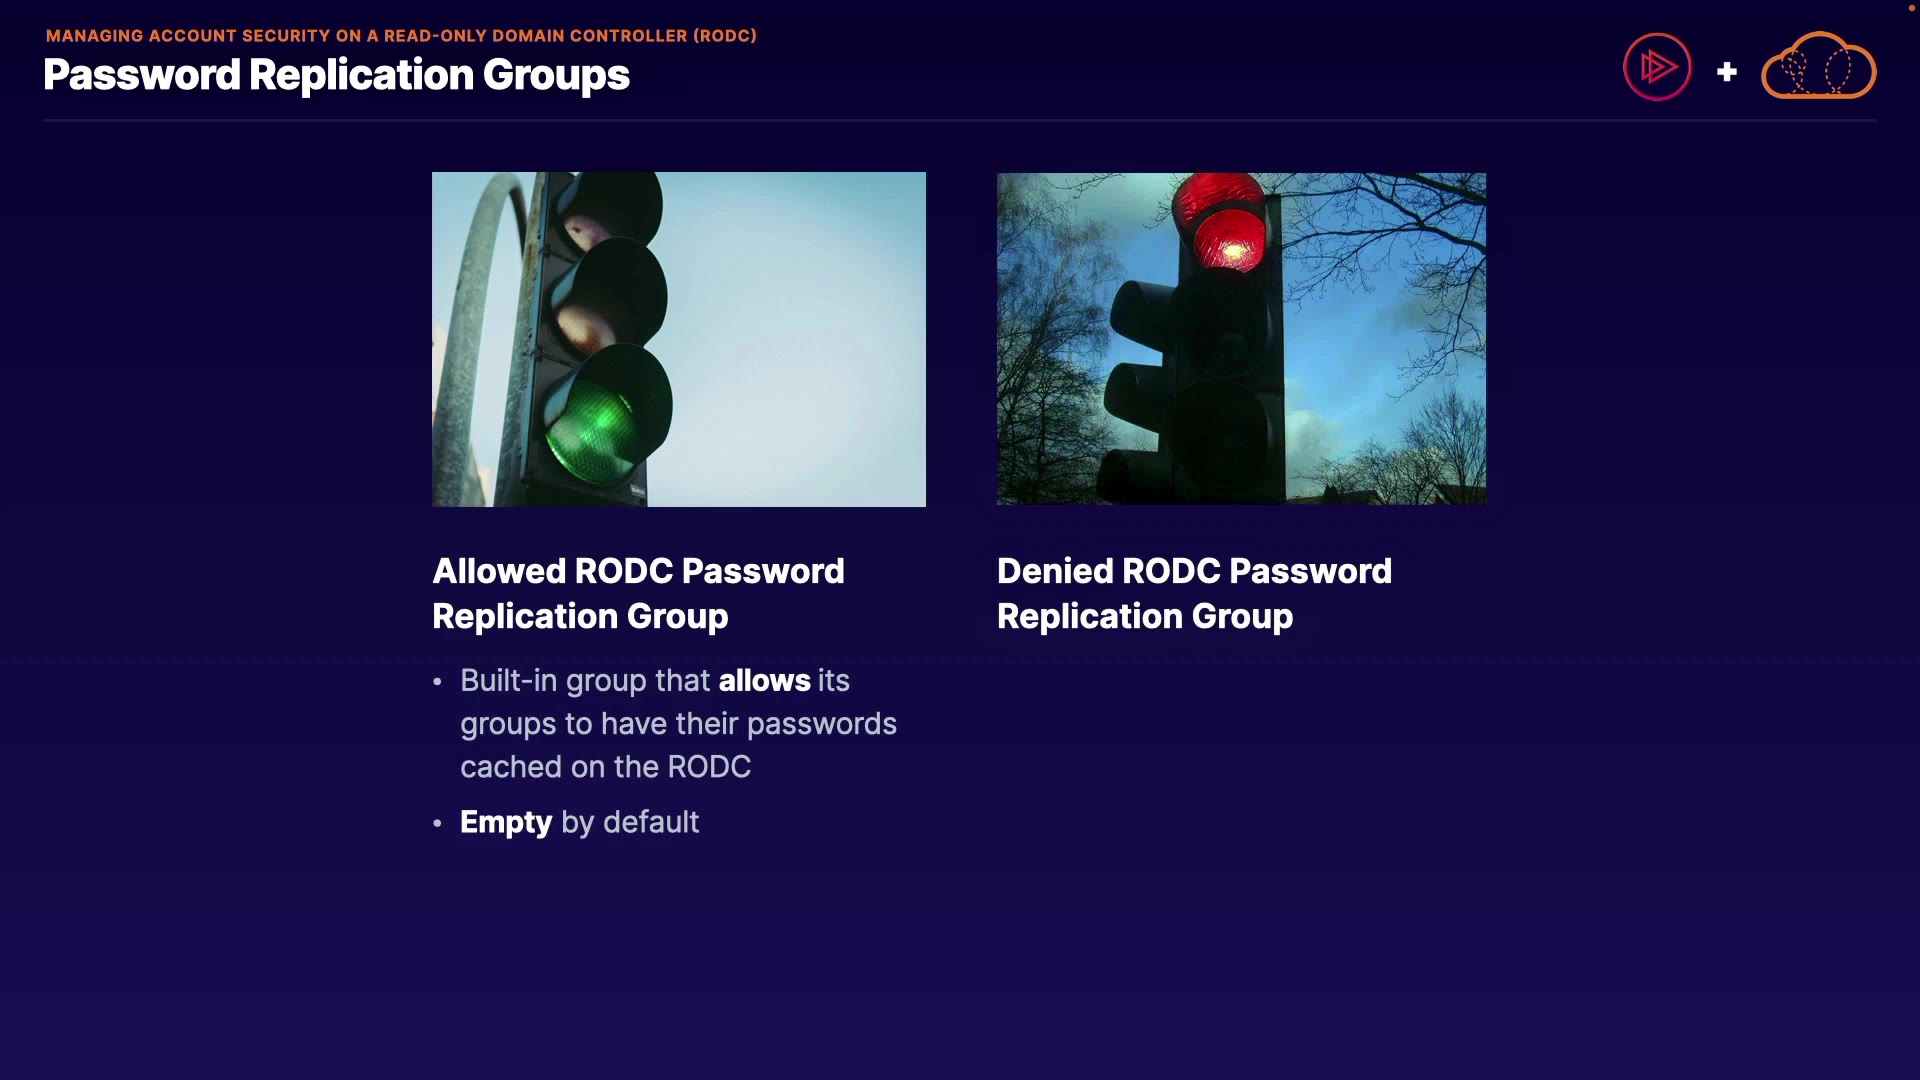 MANAGING ACCOUNT SECURITY ON A READ-ONLY DOMAIN CONTROLLER (RODC)
Password Replication Groups
+
Allowed RODC Password
Replication Group
• Built-in group that allows its
groups to have their passwords
cached on the RODC
• Empty by default
Denied RODC Password
Replication Group